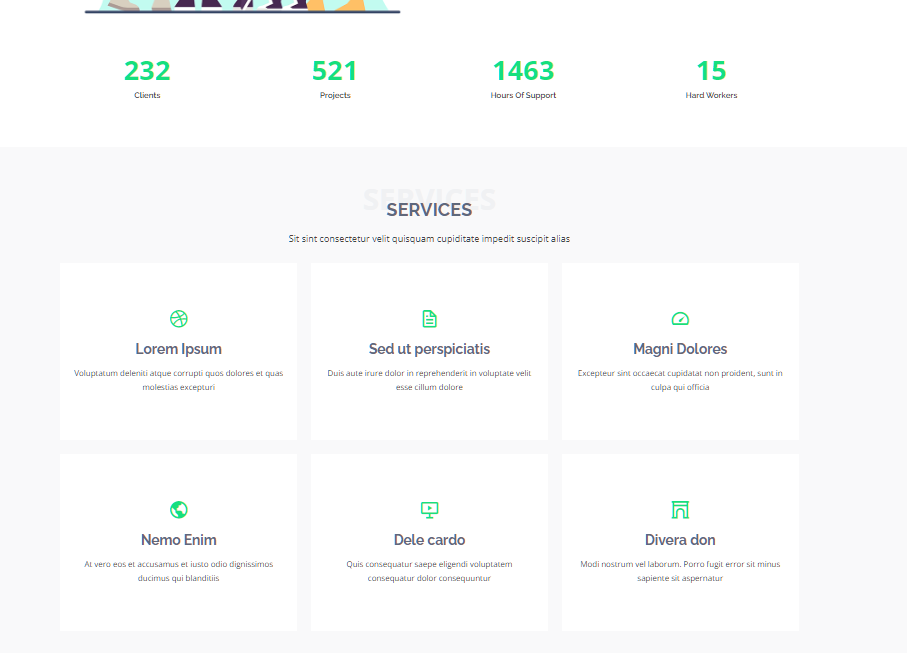 232
521
1463
15
Clients
Projects
Hours Of Support
Hard Workers
SERVICES
SERVICES
Sit sint consectetur velit quisquam cupiditate impedit suscipit alias
Lorem Ipsum
Voluptatum deleniti atque corrupti quos dolores et quas
molestias excepturi
Sed ut perspiciatis
Duis aute irure dolor in reprehenderit in voluptate velit
esse cillum dolore
Magni Dolores
Excepteur sint occaecat cupidatat non proident, sunt in
culpa qui officia
Nemo Enim
At vero eos et accusamus et iusto odio dignissimos
ducimus qui blanditiis
Dele cardo
Quis consequatur saepe eligendi voluptatem
consequatur dolor consequuntur
Divera don
Modi nostrum vel laborum. Porro fugit error sit minus
sapiente sit aspernatur